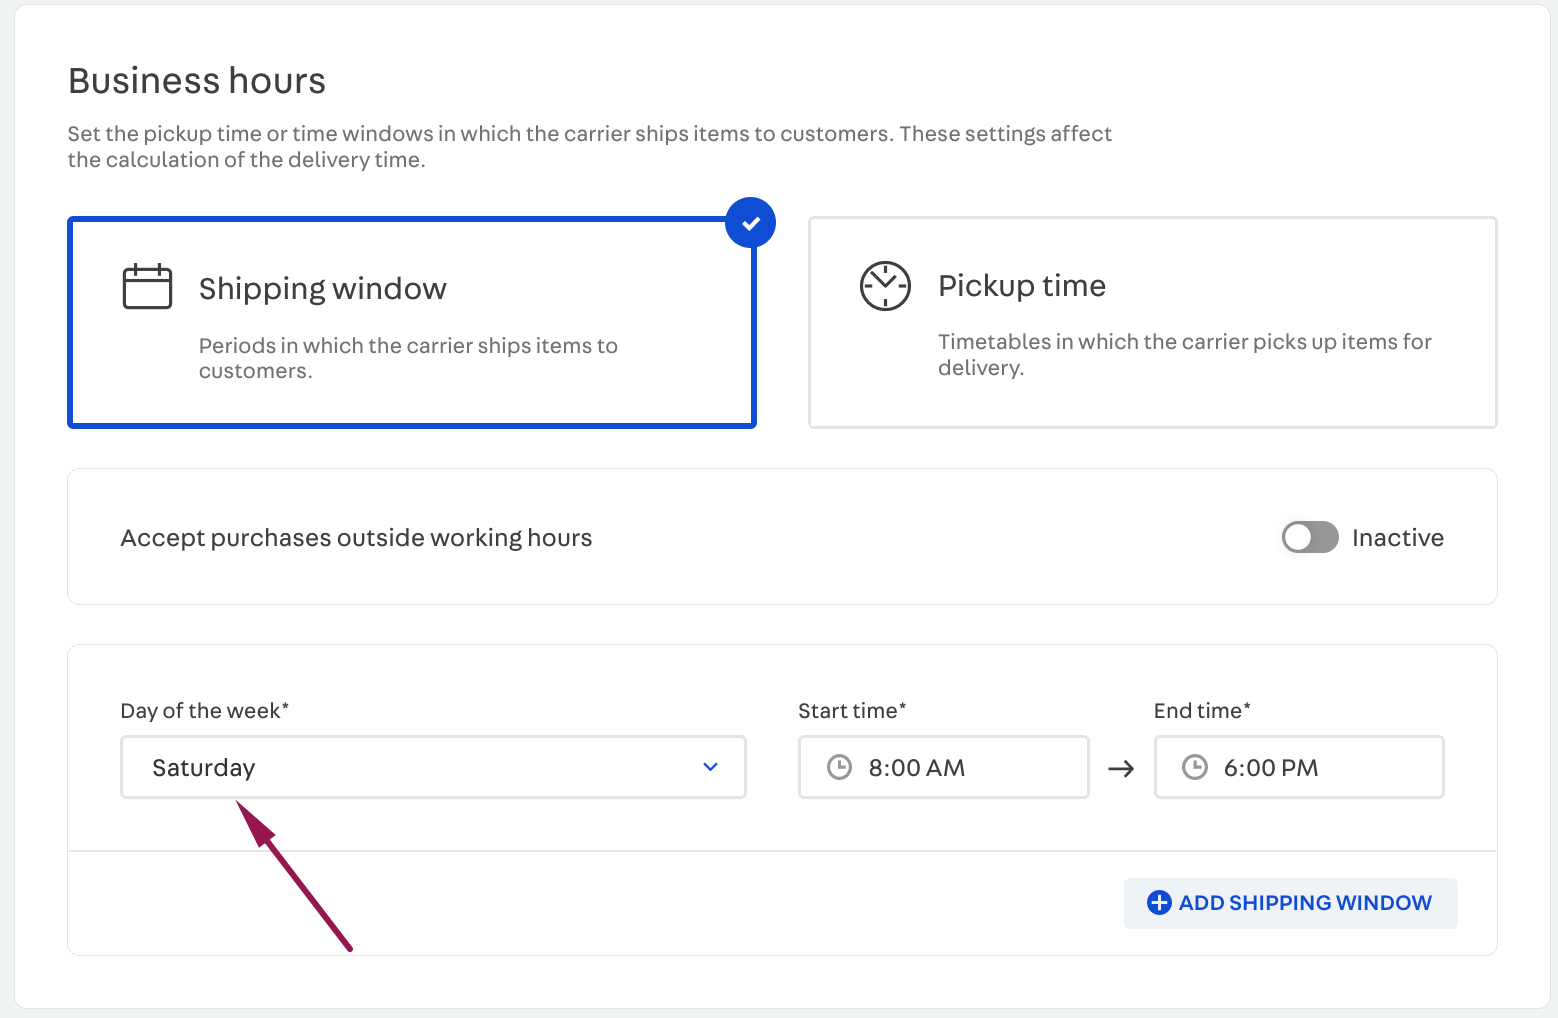 Business hours
Set the pickup time or time windows in which the carrier ships items to customers. These settings affect
the calculation of the delivery time.
Shipping window
Periods in which the carrier ships items to
customers.
Pickup time
Timetables in which the carrier picks up items for
delivery.
Accept purchases outside working hours
Inactive
Day of the week*
Saturday
Start time*
8:00 AM
End time*
6:00 PM
ADD SHIPPING WINDOW